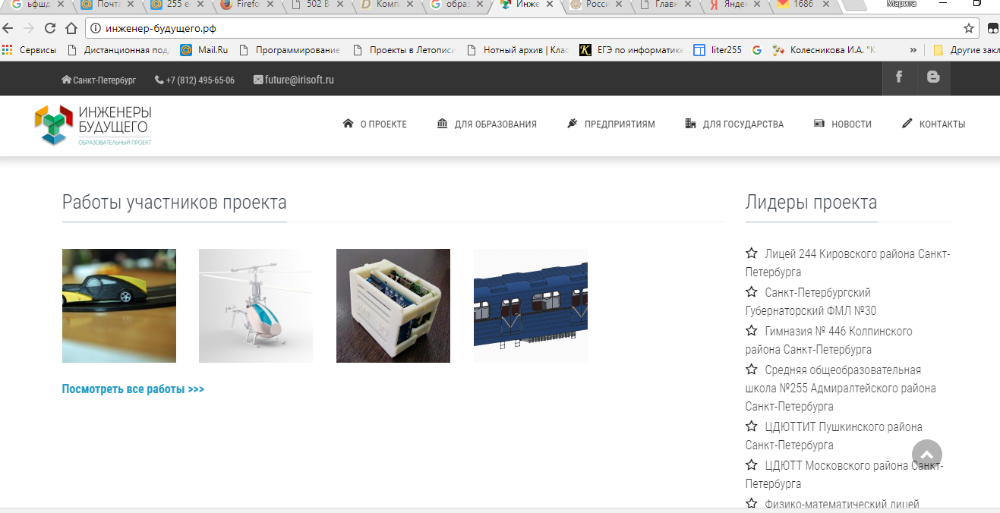 ьфшд
Почта
255
Firefo
502 В
Комп
образ
Инже
Росси
Главн
Яндек
1686
Марита
инженер-будущего.рф
Сервисы
Дистанционная под
Mail.Ru
Программирование
Проекты в Летописи
Нотный архив | Клас
ЕГЭ по информатике
liter255
Колесникова И.А. "К
»
Другие закл
Санкт-Петербург
+7 (812) 495-65-06
future@irisoft.ru
ИНЖЕНЕРЫ
БУДУЩЕГО
ОБРАЗОВАТЕЛЬНЫЙ ПРОЕКТ
О ПРОЕКТЕ
ДЛЯ ОБРАЗОВАНИЯ
ПРЕДПРИЯТИЯМ
ДЛЯ ГОСУДАРСТВА
НОВОСТИ
КОНТАКТЫ
Работы участников проекта
Посмотреть все работы >>>
Лидеры проекта
Лицей 244 Кировского района Санкт-
Петербурга
Санкт-Петербургский
Губернаторский ФМЛ №30
Гимназия № 446 Колпинского
района Санкт-Петербурга
Средняя общеобразовательная
школа №255 Адмиралтейского района
Санкт-Петербурга
ЦДЮТТИТ Пушкинского района
Санкт-Петербурга
ЦДЮТТ Московского района Санкт-
Петербурга
Физико-математический лицей